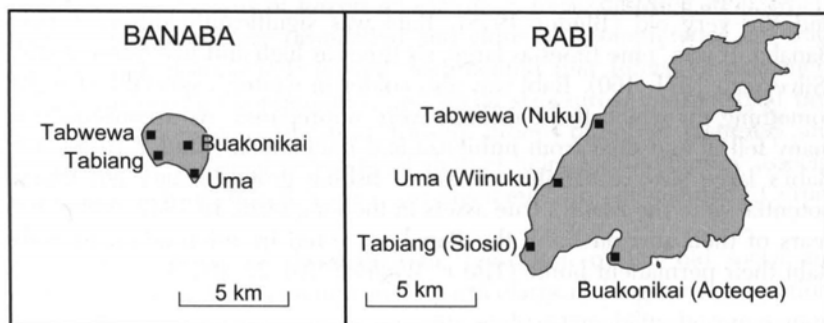 BANABA
Tabwewa
Buakonikai
Tabiang
Uma
5 km
RABI
Tabwewa (Nuku)
Uma (Wiinuku)
Tabiang (Siosio)
5 km
Buakonikai (Aoteqea)